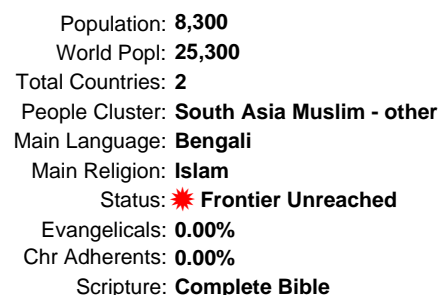 Population: 8,300
World Popl: 25,300
Total Countries: 2
People Cluster: South Asia Muslim - other
Main Language: Bengali
Main Religion: Islam
Status: Frontier Unreached
Evangelicals: 0.00%
Chr Adherents: 0.00%
Scripture: Complete Bible